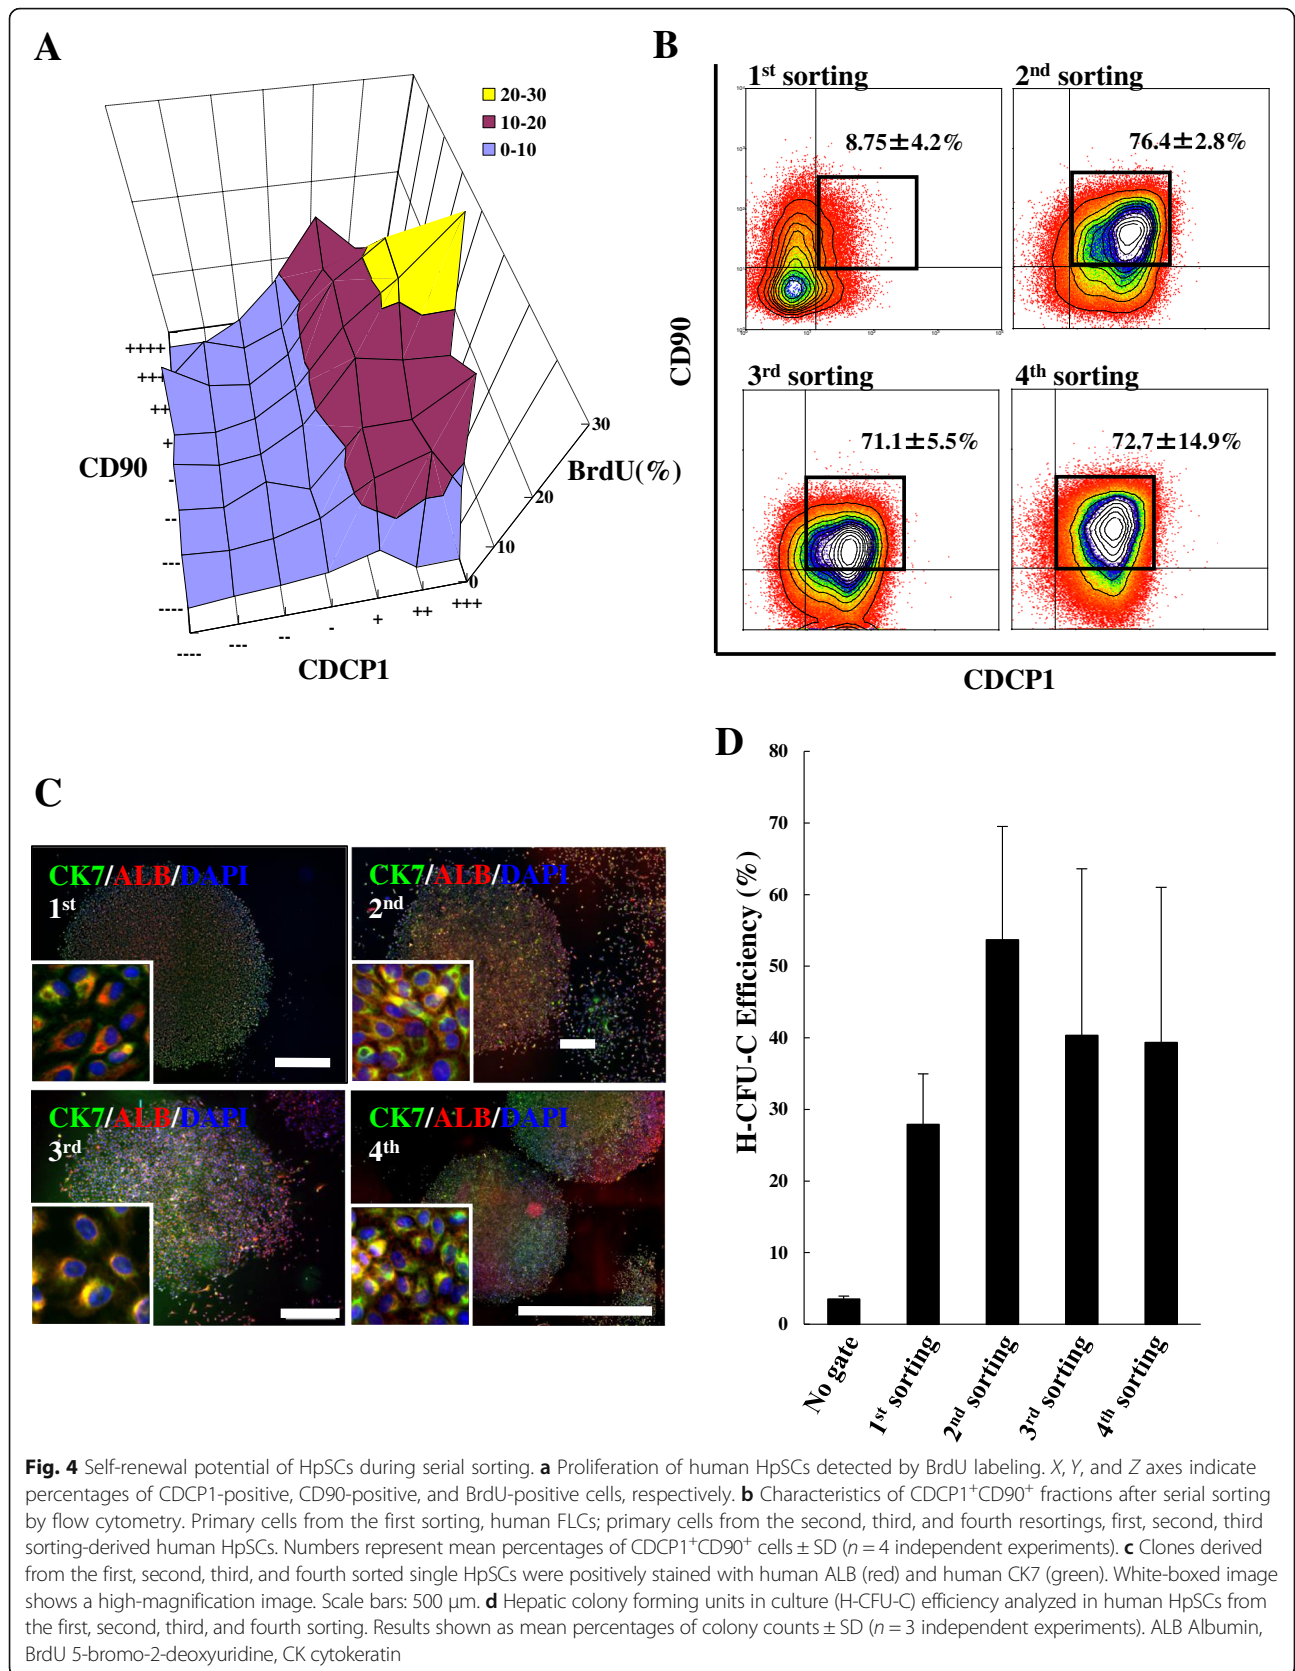 A
20-30
10-20
0-10
++++
+++
++
+
-
--
---
----
CD90
30
20
10
0
BrdU(%)
---- --- -- - + ++ +++
CDCP1
B
1st sorting
8.75±4.2%
2nd sorting
76.4±2.8%
3rd sorting
71.1±5.5%
4th sorting
72.7±14.9%
CD90
CDCP1
C
CK7/ALB/DAPI
1st
CK7/ALB/DAPI
2nd
CK7/ALB/DAPI
3rd
CK7/ALB/DAPI
4th
D
H-CFU-C Efficiency (%)
80
70
60
50
40
30
20
10
0
No gate
1st sorting
2nd sorting
3rd sorting
4th sorting
Fig. 4 Self-renewal potential of HpSCs during serial sorting. a Proliferation of human HpSCs detected by BrdU labeling. X, Y, and Z axes indicate
percentages of CDCP1-positive, CD90-positive, and BrdU-positive cells, respectively. b Characteristics of CDCP1+CD90+ fractions after serial sorting
by flow cytometry. Primary cells from the first sorting, human FLCs; primary cells from the second, third, and fourth resortings, first, second, third
sorting-derived human HpSCs. Numbers represent mean percentages of CDCP1+CD90+ cells ± SD (n = 4 independent experiments). c Clones derived
from the first, second, third, and fourth sorted single HpSCs were positively stained with human ALB (red) and human CK7 (green). White-boxed image
shows a high-magnification image. Scale bars: 500 μm. d Hepatic colony forming units in culture (H-CFU-C) efficiency analyzed in human HpSCs from
the first, second, third, and fourth sorting. Results shown as mean percentages of colony counts ± SD (n = 3 independent experiments). ALB Albumin,
BrdU 5-bromo-2-deoxyuridine, CK cytokeratin